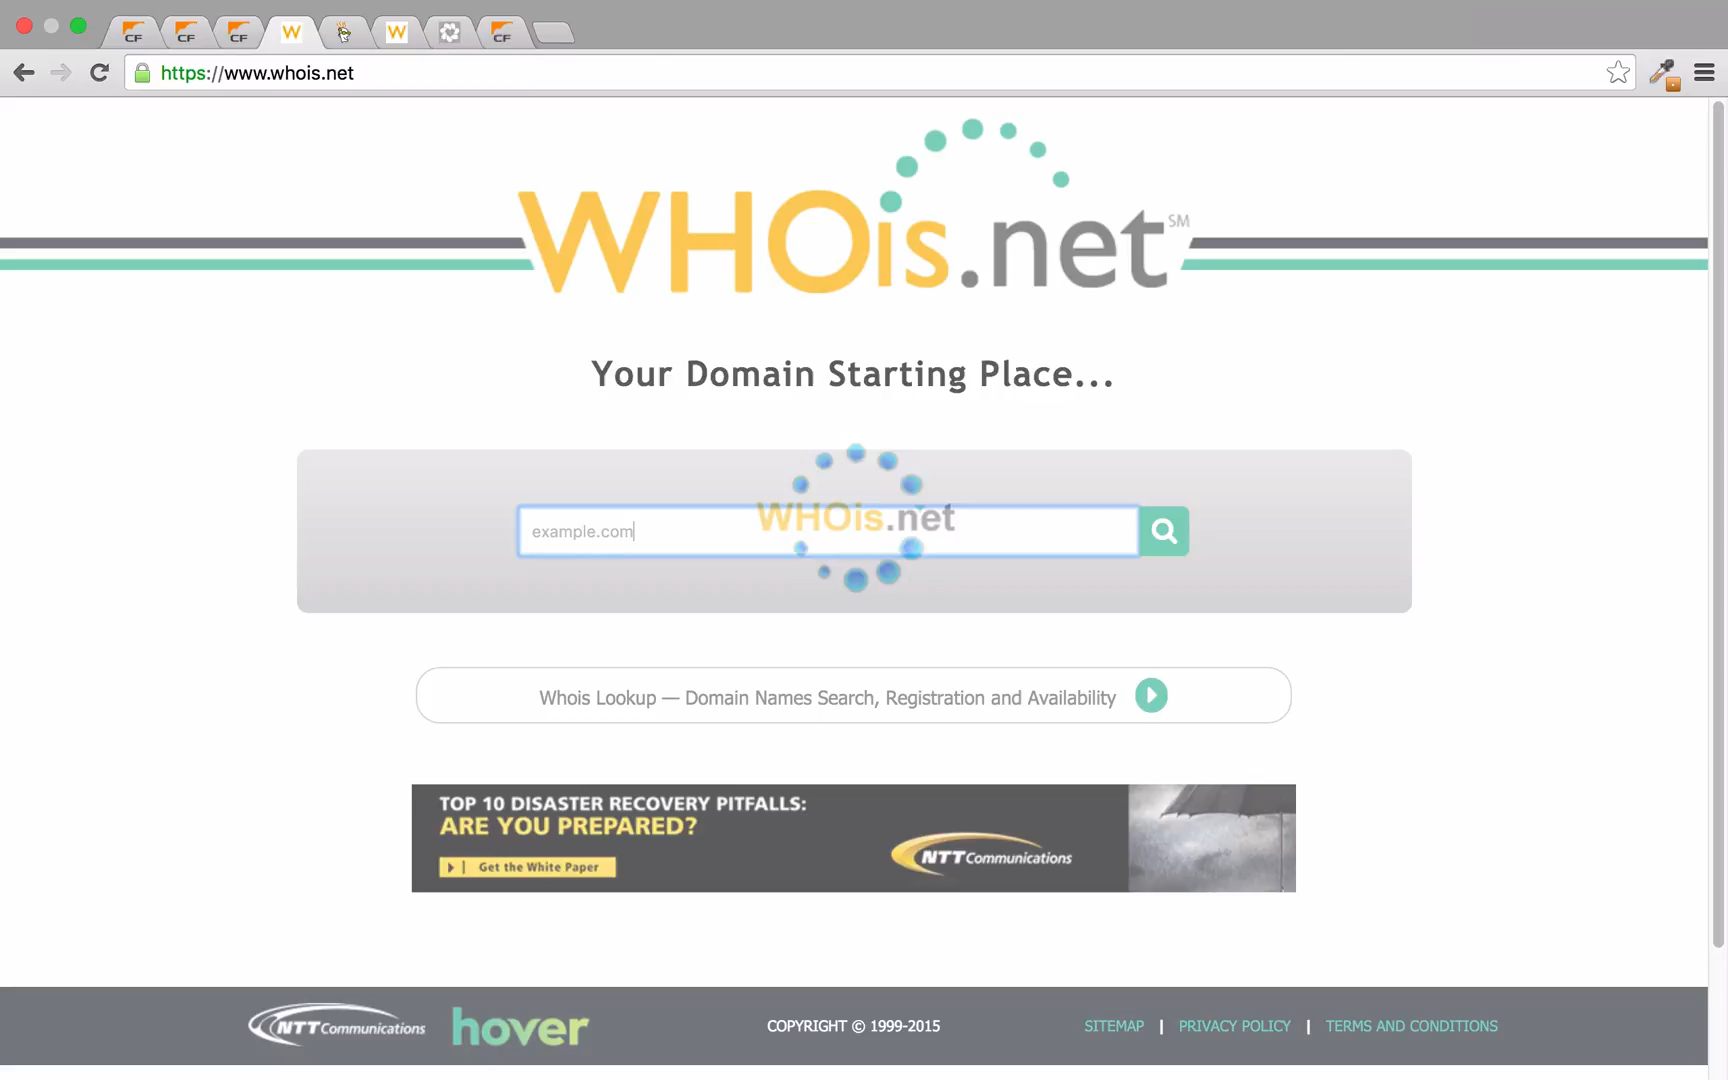 CF
CF
CF
W
W
CF
https://www.whois.net
WHOis.net SM
Your Domain Starting Place...
WHOis.net
example.com
Whois Lookup — Domain Names Search, Registration and Availability
TOP 10 DISASTER RECOVERY PITFALLS:
ARE YOU PREPARED?
Get the White Paper
NTT Communications
NTT Communications
hover
COPYRIGHT © 1999-2015
SITEMAP | PRIVACY POLICY | TERMS AND CONDITIONS